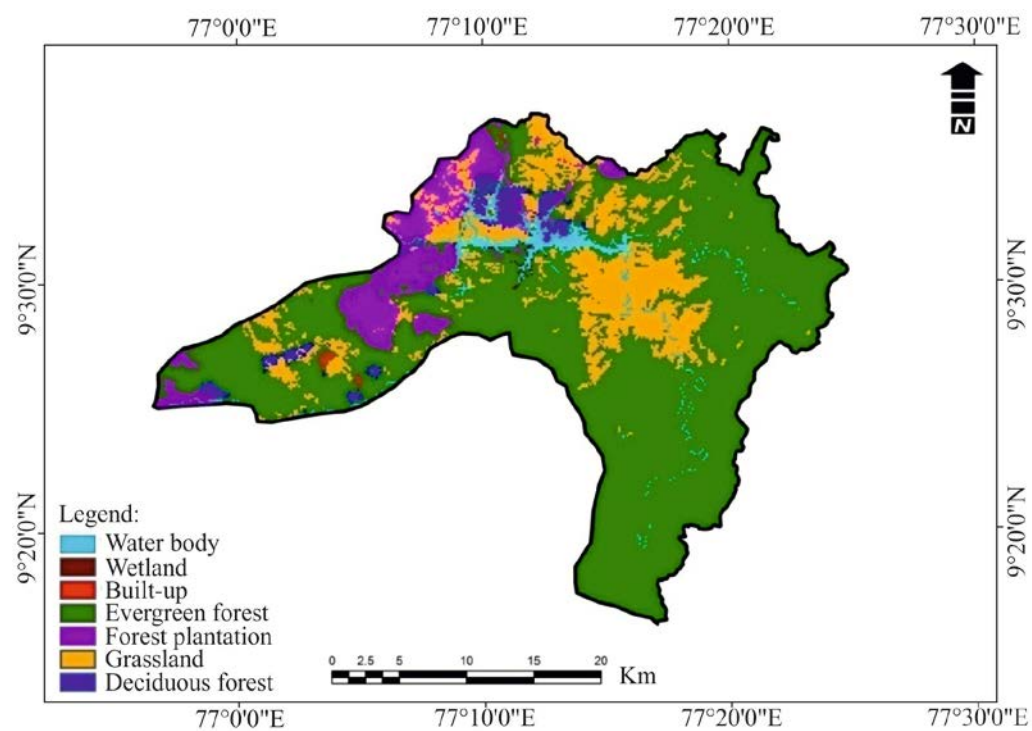 77°0'0"E 77°10'0"E 77°20'0"E 77°30'0"E
N
9°30'0"N 9°30'0"N
9°20'0"N 9°20'0"N
Legend:
Water body
Wetland
Built-up
Evergreen forest
Forest plantation
Grassland
Deciduous forest
0 2.5 5 10 15 20
Km
77°0'0"E 77°10'0"E 77°20'0"E 77°30'0"E